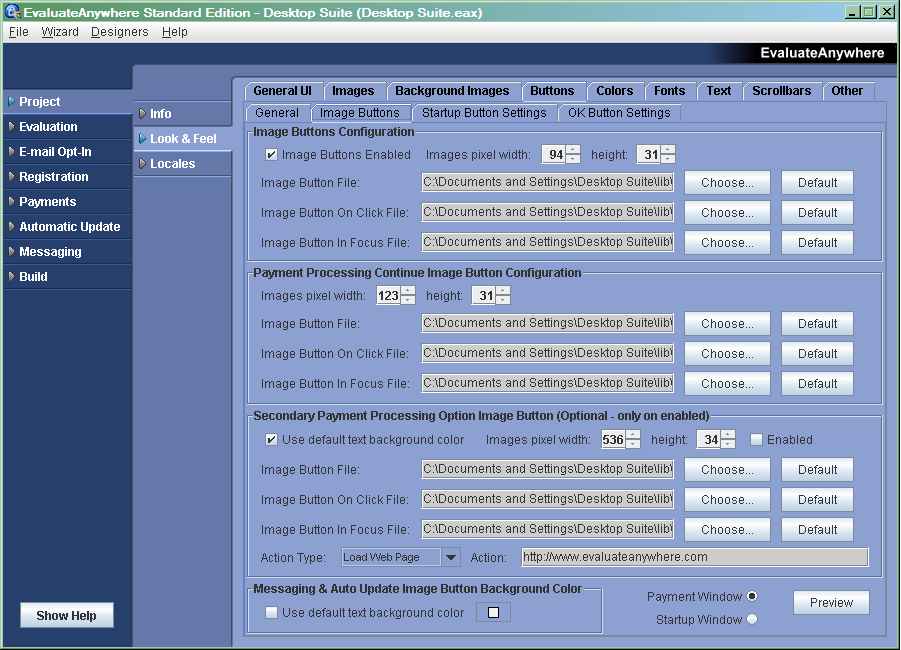 EvaluateAnywhere Standard Edition - Desktop Suite (Desktop Suite.eax)
File Wizard Designers Help
EvaluateAnywhere
Project
Evaluation
E-mail Opt-In
Registration
Payments
Automatic Update
Messaging
Build
Show Help
Info
Look & Feel
Locales
General UI Images Background Images Buttons Colors Fonts Text Scrollbars Other
General Image Buttons Startup Button Settings OK Button Settings
Image Buttons Configuration
Image Buttons Enabled Images pixel width: 94 height: 31
Image Button File: C:\Documents and Settings\Desktop Suite\lib\ Choose... Default
Image Button On Click File: C:\Documents and Settings\Desktop Suite\lib\ Choose... Default
Image Button In Focus File: C:\Documents and Settings\Desktop Suite\lib\ Choose... Default
Payment Processing Continue Image Button Configuration
Images pixel width: 123 height: 31
Image Button File: C:\Documents and Settings\Desktop Suite\lib\ Choose... Default
Image Button On Click File: C:\Documents and Settings\Desktop Suite\lib\ Choose... Default
Image Button In Focus File: C:\Documents and Settings\Desktop Suite\lib\ Choose... Default
Secondary Payment Processing Option Image Button (Optional - only on enabled)
Use default text background color Images pixel width: 536 height: 34 Enabled
Image Button File: C:\Documents and Settings\Desktop Suite\lib\ Choose... Default
Image Button On Click File: C:\Documents and Settings\Desktop Suite\lib\ Choose... Default
Image Button In Focus File: C:\Documents and Settings\Desktop Suite\lib\ Choose... Default
Action Type: Load Web Page Action: http://www.evaluateanywhere.com
Messaging & Auto Update Image Button Background Color
Use default text background color
Payment Window
Startup Window
Preview